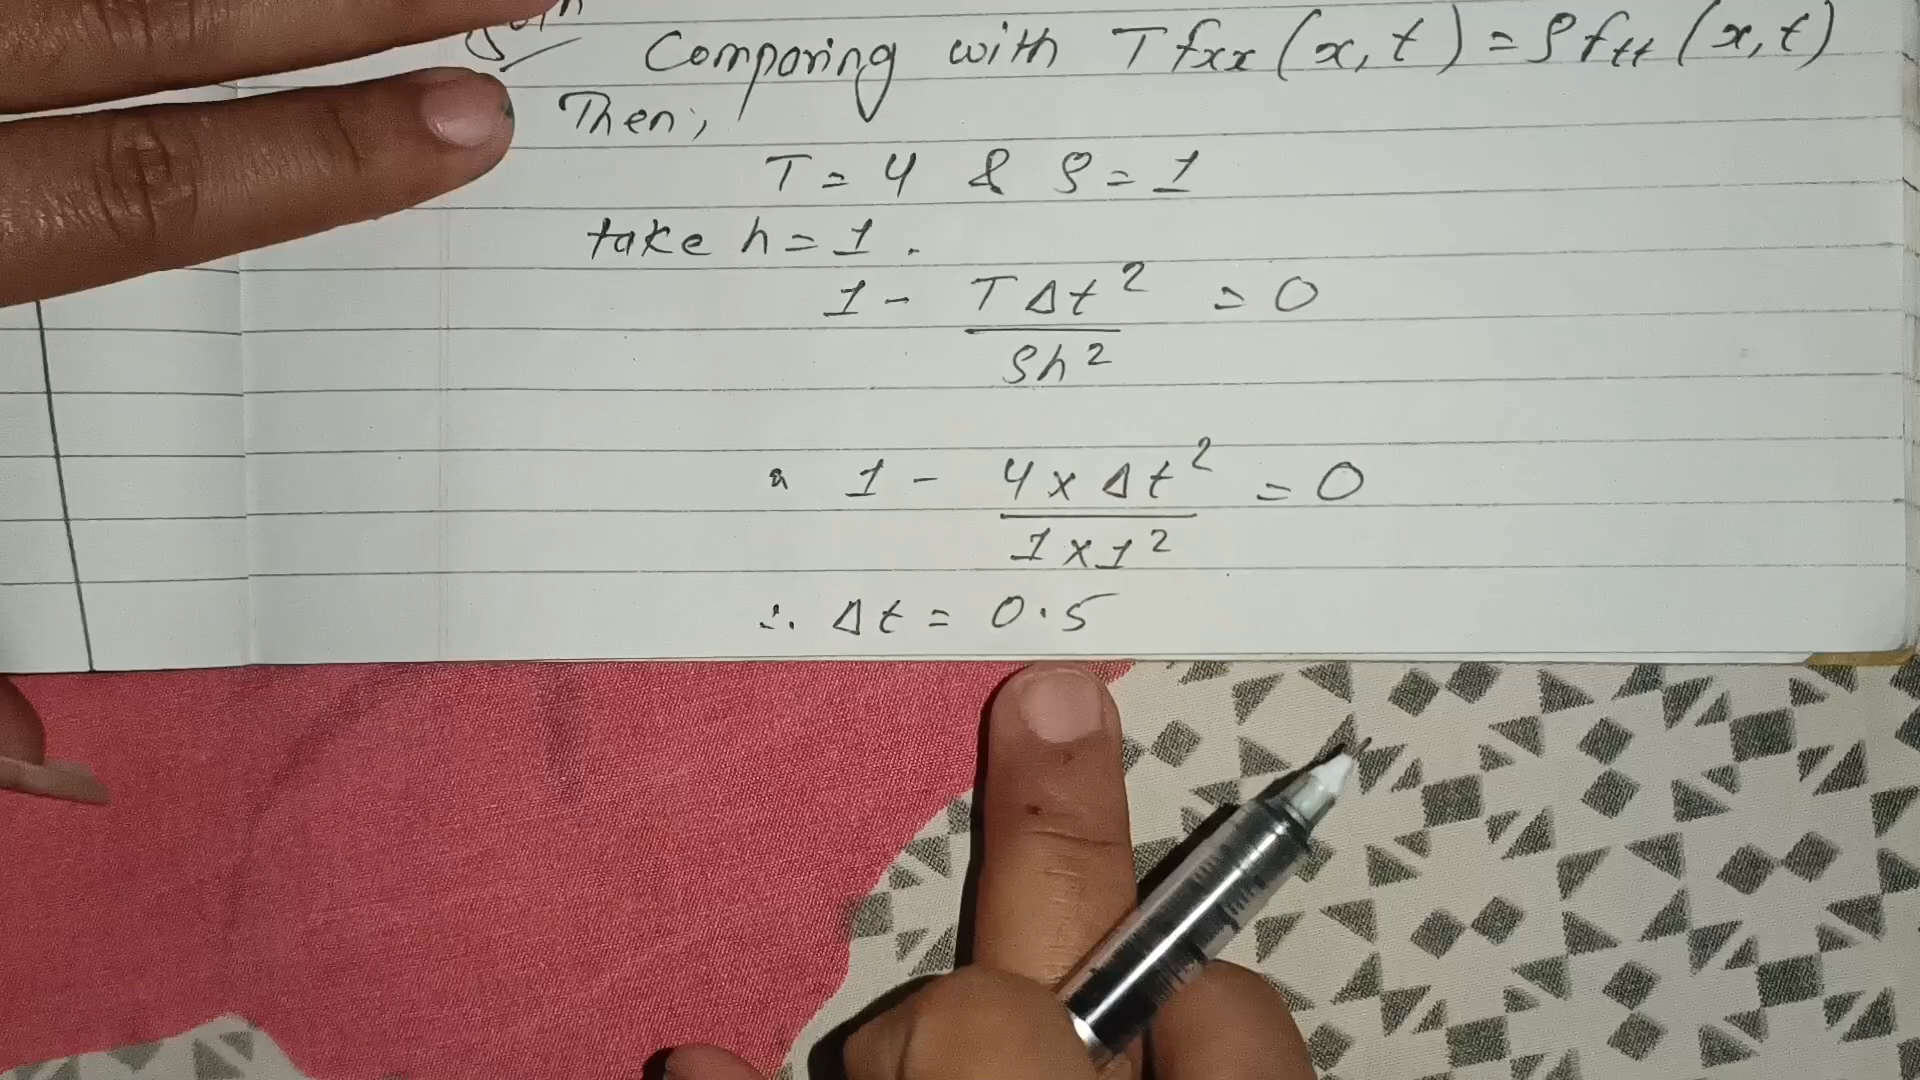 Soln
Comparing with T fxx (x, t) = ρ ftt (x, t)
Then,
T = 4 & ρ = 1
take h = 1 .
1 - TΔt² / ρh² = 0
1 - 4 × Δt² / 1 × 1² = 0
∴ Δt = 0.5